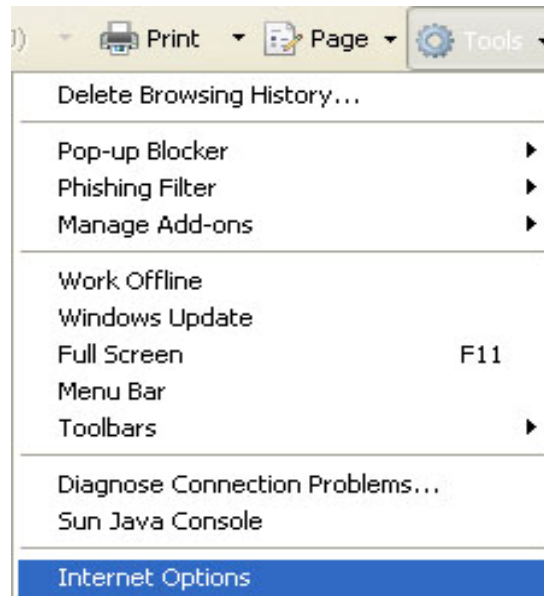 ) Print Page Tools
Delete Browsing History...
Pop-up Blocker
Phishing Filter
Manage Add-ons
Work Offline
Windows Update
Full Screen F11
Menu Bar
Toolbars
Diagnose Connection Problems...
Sun Java Console
Internet Options